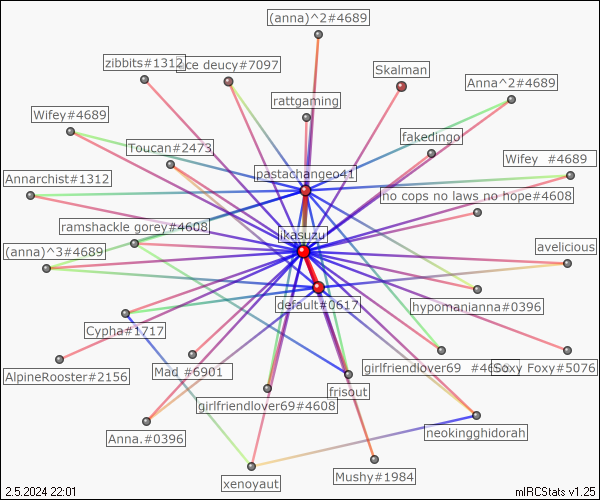 (anna)^2#4689
zibbits#1312
ce deucy#7097
Skalman
Anna^2#4689
rattgaming
Wifey#4689
fakedingo
Toucan#2473
Wifey #4689
pastachangeo41
Annarchist#1312
no cops no laws no hope#4608
ramshackle gorey#4608
ikasuzu
(anna)^3#4689
avelicious
hypomanianna#0396
default#0617
Cypha#1717
AlpineRooster#2156
Mad #6901
girlfriendlover69
Foxy#5076
frisout
girlfriendlover69#4608
Anna.#0396
neokingghidorah
xenoyaut
Mushy#1984
2.5.2024 22:01
mIRCStats v1.25